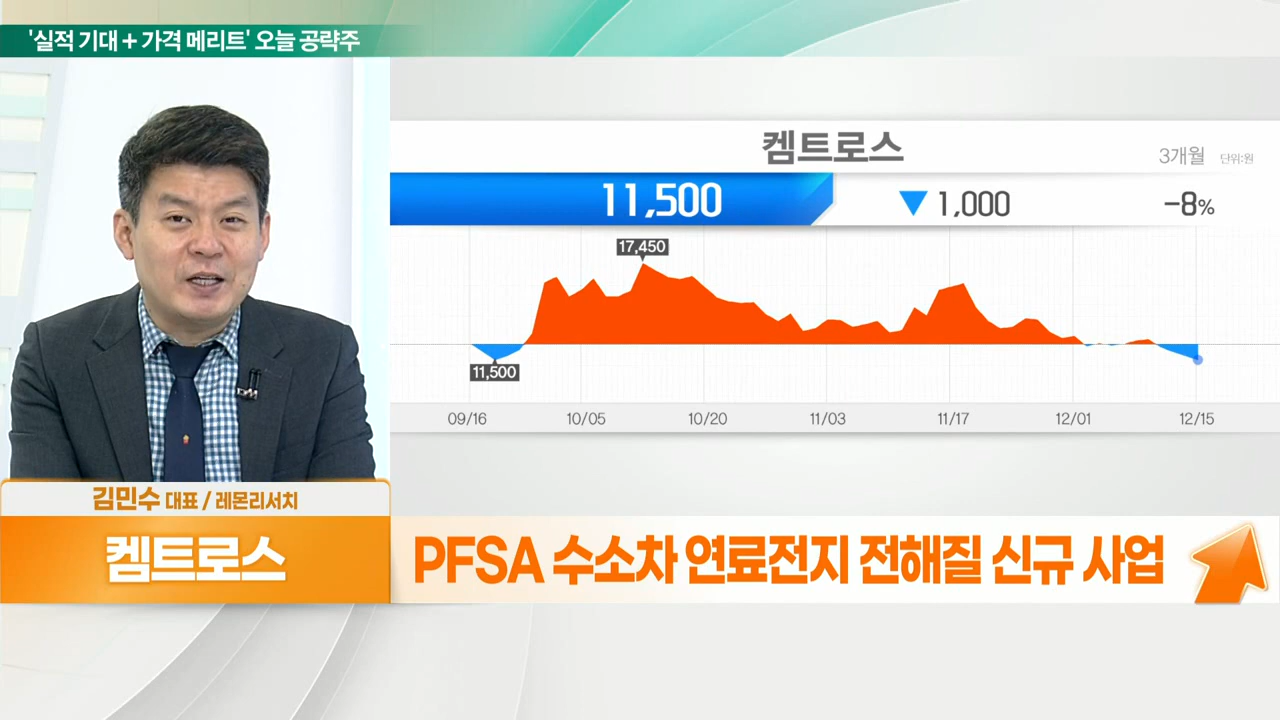 '실적 기대 + 가격 메리트' 오늘 공략주
켐트로스
3개월 단위:원
11,500 ▼ 1,000 -8%
17,450
11,500
09/16 10/05 10/20 11/03 11/17 12/01 12/15
김민수 대표 / 레몬리서치
켐트로스
PFSA 수소차 연료전지 전해질 신규 사업